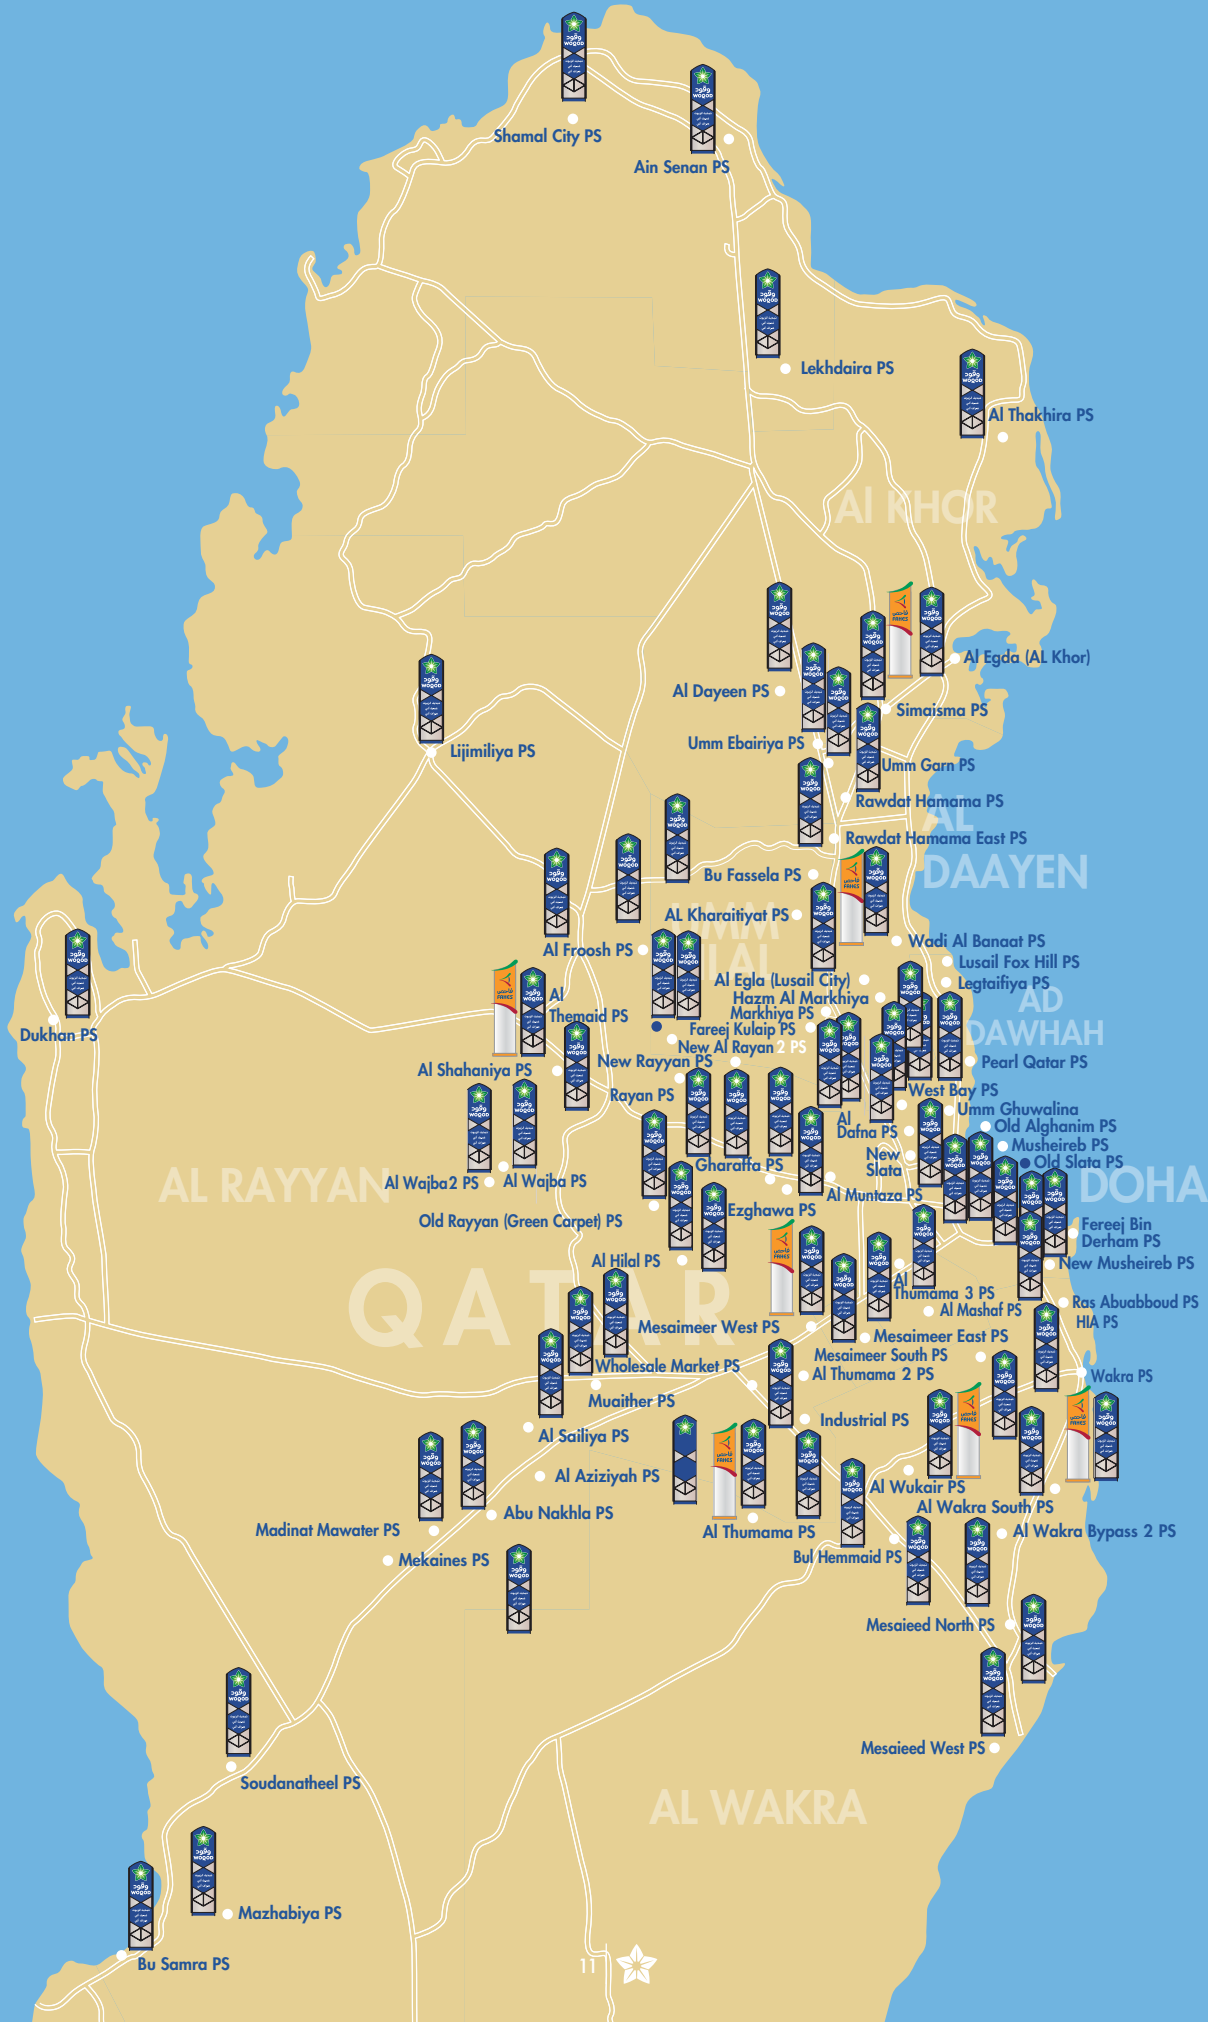 Shamal City PS
Ain Senan PS
Lekhdaira PS
Al Thakhira PS
Al KHOR
وقود
WOQOD
فاحص
FAHES
Al Egda (AL Khor)
Al Dayeen PS
Simaisma PS
Umm Ebairiya PS
Lijimiliya PS
Umm Garn PS
Rawdat Hamama PS
AL
DAAYEN
Rawdat Hamama East PS
Bu Fassela PS
AL Kharaitiyat PS
UMM
Wadi Al Banaat PS
Al Froosh PS
Lusail Fox Hill PS
Al Egla (Lusail City)
Legtaifiya PS
Hazm Al Markhiya
AD
DAWHAH
Al
Themaid PS
Markhiya PS
Fareej Kulaip PS
Dukhan PS
New Al Rayan 2 PS
New Rayyan PS
Pearl Qatar PS
Al Shahaniya PS
Rayan PS
West Bay PS
Umm Ghuwalina
Al
Dafna PS
Old Alghanim PS
Musheireb PS
New
Slata
Old Slata PS
Gharaffa PS
AL RAYYAN
Al Wajba2 PS
Al Wajba PS
DOHA
Al Muntaza PS
Ezghawa PS
Old Rayyan (Green Carpet) PS
Fereej Bin
Derham PS
Al Hilal PS
New Musheireb PS
Al
Thumama 3 PS
QATAR
Ras Abuabboud PS
Al Mashaf PS
HIA PS
Mesaimeer West PS
Mesaimeer East PS
Mesaimeer South PS
Wholesale Market PS
Al Thumama 2 PS
Wakra PS
Muaither PS
Industrial PS
Al Sailiya PS
Al Aziziyah PS
Al Wukair PS
Al Wakra South PS
Abu Nakhla PS
Madinat Mawater PS
Al Thumama PS
Al Wakra Bypass 2 PS
Mekaines PS
Bul Hemmaid PS
Mesaieed North PS
Mesaieed West PS
Soudanatheel PS
AL WAKRA
Mazhabiya PS
Bu Samra PS
11